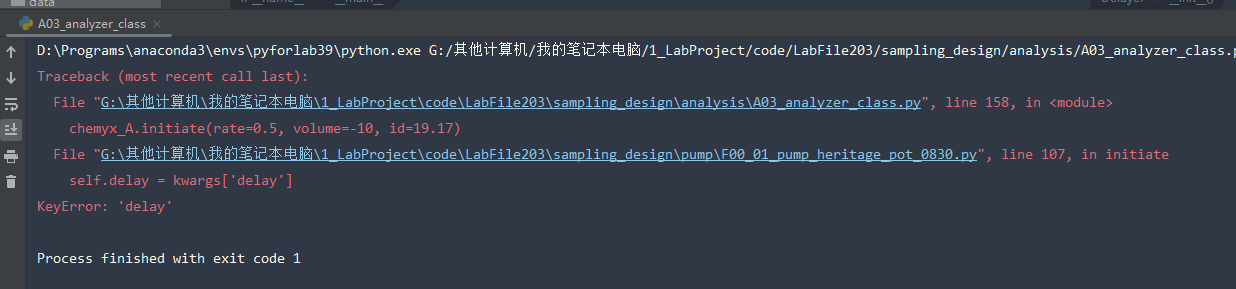 data
A03_analyzer_class
D:\Programs\anaconda3\envs\pyforlab39\python.exe G:/其他计算机/我的笔记本电脑/1_LabProject/code/LabFile203/sampling_design/analysis/A03_analyzer_class.p
Traceback (most recent call last):
File "G:\其他计算机\我的笔记本电脑\1_LabProject\code\LabFile203\sampling_design\analysis\A03_analyzer_class.py", line 158, in <module>
chemyx_A.initiate(rate=0.5, volume=-10, id=19.17)
File "G:\其他计算机\我的笔记本电脑\1_LabProject\code\LabFile203\sampling_design\pump\F00_01_pump_heritage_pot_0830.py", line 107, in initiate
self.delay = kwargs['delay']
KeyError: 'delay'
Process finished with exit code 1